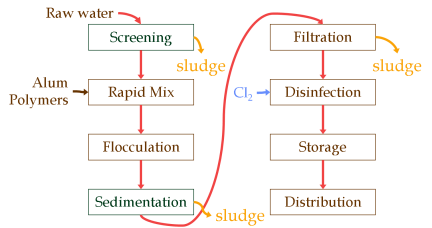 Raw water
Screening
sludge
Alum
Polymers
Rapid Mix
Flocculation
Sedimentation
sludge
Filtration
sludge
Cl₂
Disinfection
Storage
Distribution